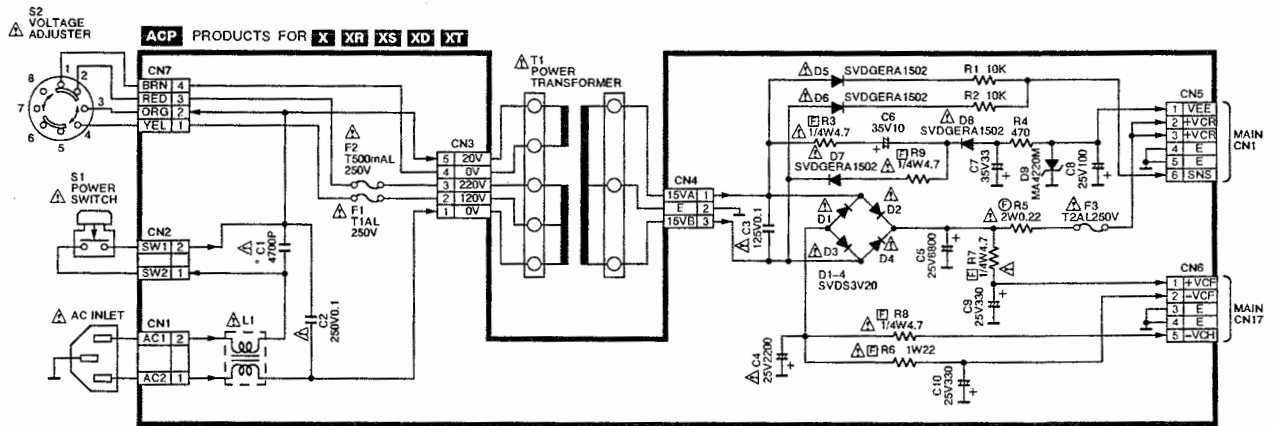 S2
VOLTAGE
ADJUSTER
ACP PRODUCTS FOR X XR XS XD XT
8
1
2
7
3
6
5
4
CN7
BRN 4
RED 3
ORG 2
YEL 1
F2
T500mAL
250V
F1
T1AL
250V
S1
POWER
SWITCH
CN2
SW1 2
SW2 1
* C1
4700P
AC INLET
CN1
AC1 2
AC2 1
L1
C2
250V0.1
CN3
5 20V
4 0V
3 220V
2 120V
1 0V
T1
POWER
TRANSFORMER
CN4
15VA 1
E 2
15VB 3
C3
125V0.1
D5 SVDGERA1502
R1 10K
D6 SVDGERA1502
R2 10K
F R3
1/4W4.7
C6
35V10
D8
SVDGERA1502
R4
470
D7
SVDGERA1502
F R9
1/4W4.7
C7
35V33
D9
MA4220M
C8
25V100
D1
D2
D3
D4
D1-4
SVDS3V20
C5
25V6800
F R5
2W0.22
F3
T2AL250V
F R7
1/4W4.7
C9
25V330
F R8
1/4W4.7
C4
25V2200
F R6 1W22
C10
25V330
CN5
1 VEE
2 +VCR
3 +VCR
4 E
5 E
6 SNS
MAIN
CN1
CN6
1 +VCF
2 -VCF
3 E
4 E
5 -VCH
MAIN
CN17